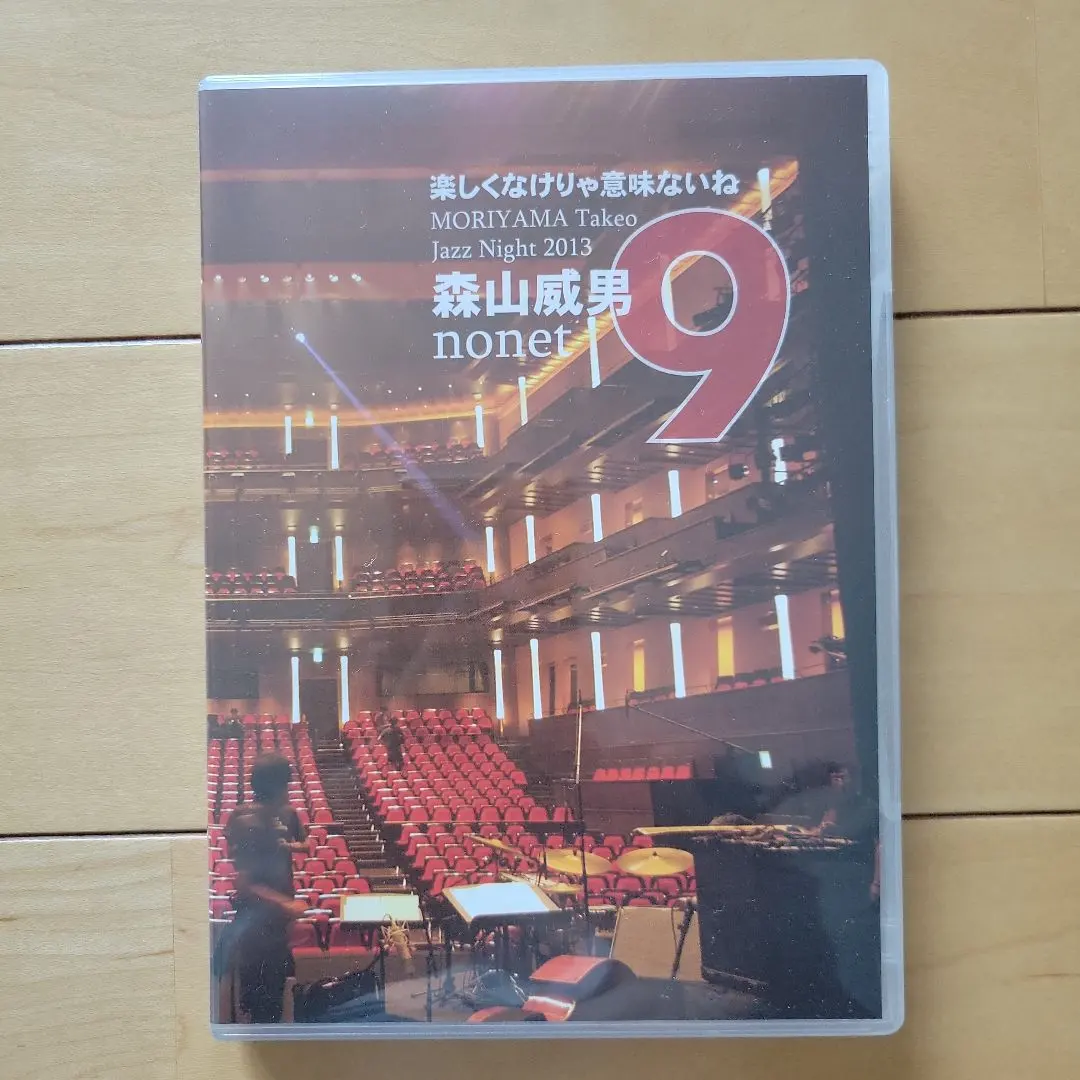 楽しくなけりゃ意味ないね
MORIYAMA Takeo
Jazz Night 2013
森山威男
nonet
9